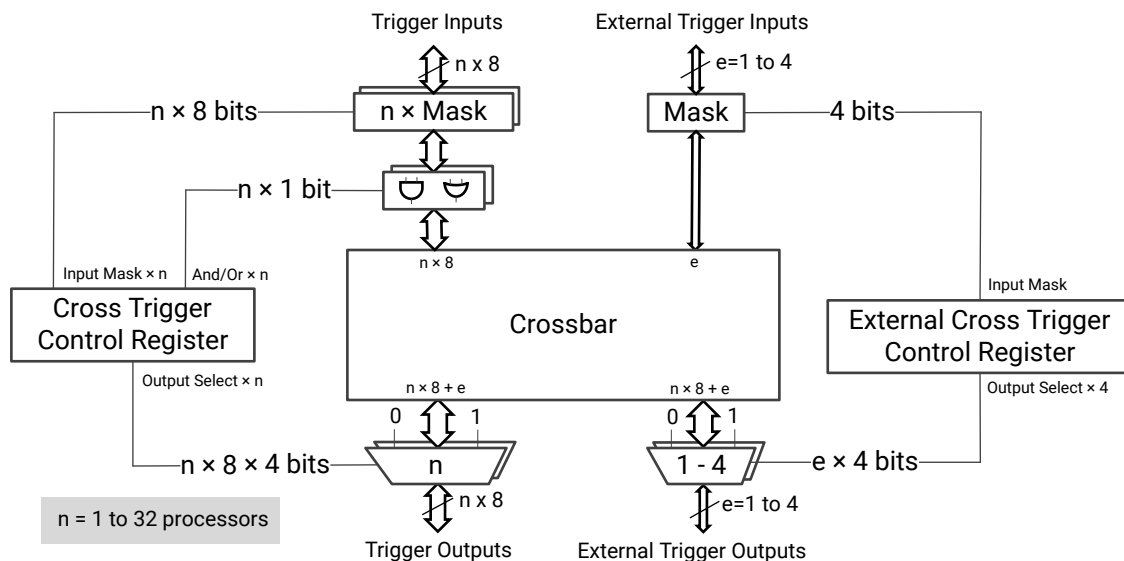 Trigger Inputs
External Trigger Inputs
n x 8
e=1 to 4
n × 8 bits
n × Mask
Mask
4 bits
n × 1 bit
n × 8
e
Input Mask × n
And/Or × n
Input Mask
Cross Trigger
Control Register
Crossbar
External Cross Trigger
Control Register
Output Select × n
n × 8 + e
n × 8 + e
Output Select × 4
0
1
0
1
n × 8 × 4 bits
n
1 - 4
e × 4 bits
n x 8
e=1 to 4
n = 1 to 32 processors
Trigger Outputs
External Trigger Outputs